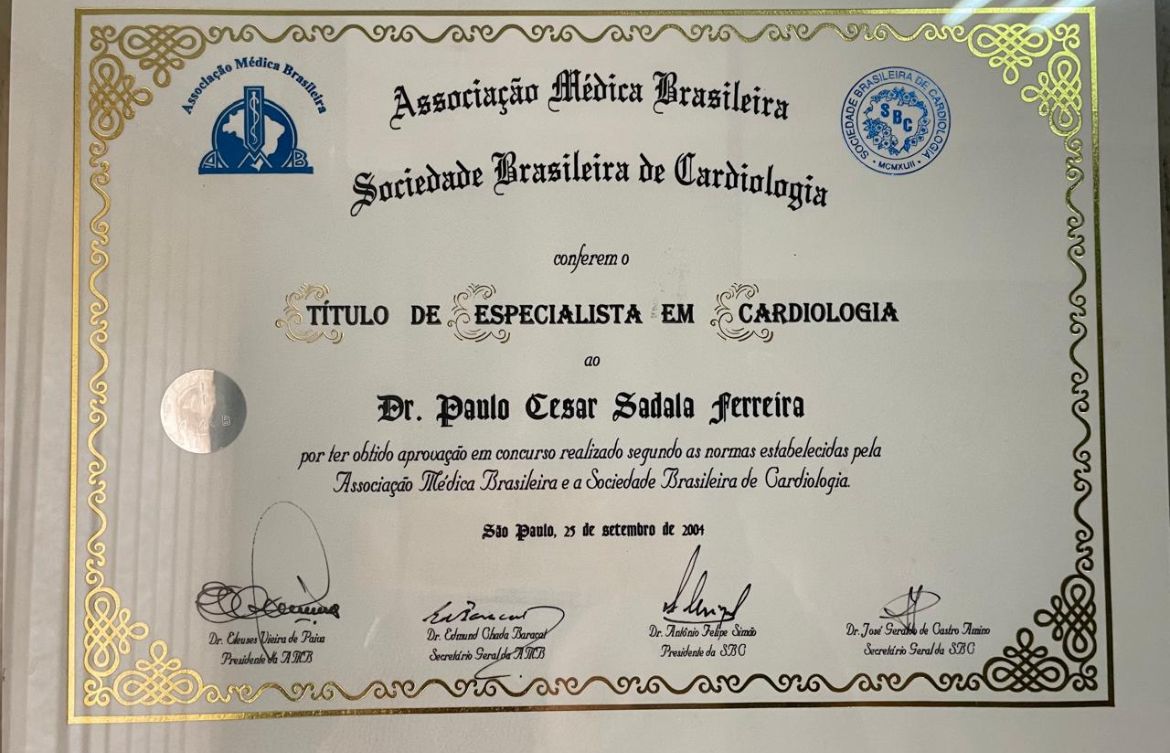 Associação Médica Brasileira
AMB
SOCIEDADE BRASILEIRA DE CARDIOLOGIA
SBC
MCMXLIII
Associação Médica Brasileira
Sociedade Brasileira de Cardiologia
conferem o
TÍTULO DE ESPECIALISTA EM CARDIOLOGIA
ao
Dr. Paulo Cesar Sadala Ferreira
por ter obtido aprovação em concurso realizado segundo as normas estabelecidas pela
Associação Médica Brasileira e a Sociedade Brasileira de Cardiologia.
São Paulo, 25 de setembro de 2004
Dr. Eleuses Vieira de Paiva
Presidente da AMB
Dr. Edmund Chada Baracat
Secretário Geral da AMB
Dr. Antônio Felipe Simão
Presidente da SBC
Dr. José Geraldo de Castro Amino
Secretário Geral da SBC